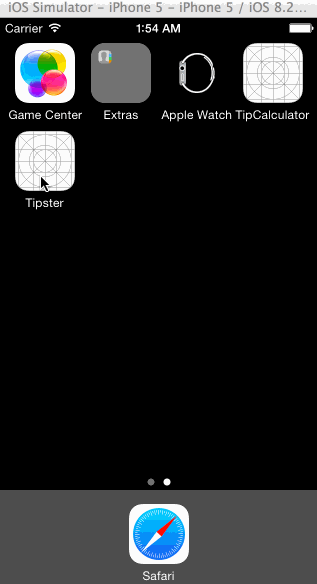 iOS Simulator - iPhone 5 - iPhone 5 / iOS 8.2...
Carrier 1:54 AM
Game Center Extras Apple Watch TipCalculator
Tipster
Safari